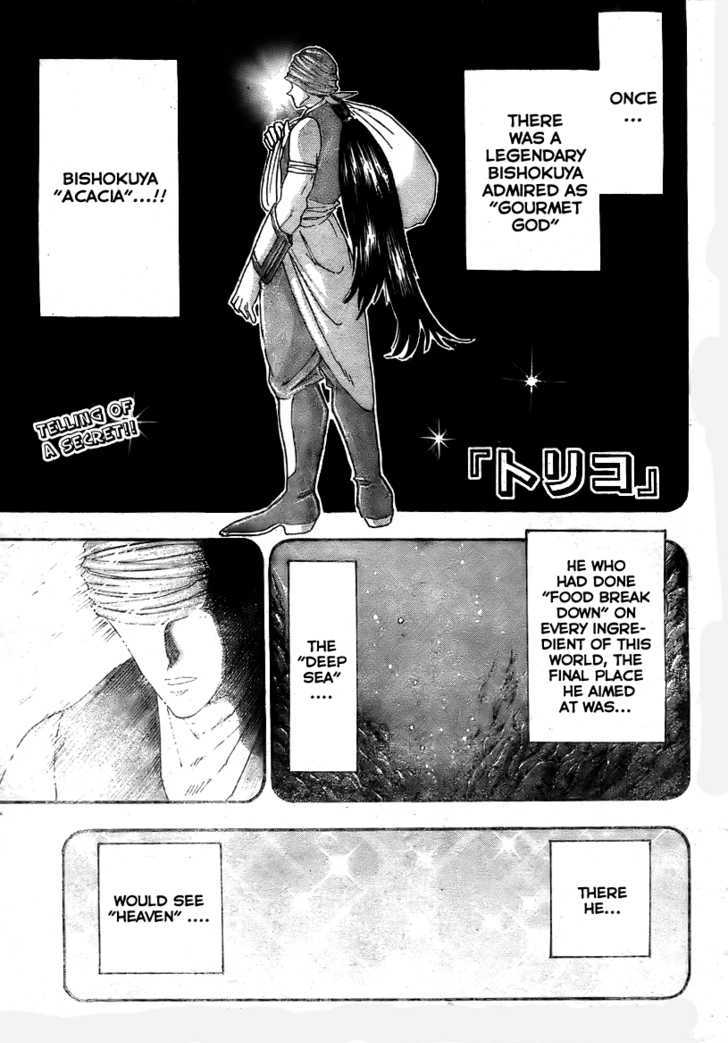 ONCE
...
THERE
WAS A
LEGENDARY
BISHOKUYA
ADMIRED AS
"GOURMET
GOD"
BISHOKUYA
"ACACIA"...!!
TELLING OF
A SECRET!!
『トリコ』
HE WHO
HAD DONE
"FOOD BREAK
DOWN" ON
EVERY INGRE-
DIENT OF THIS
WORLD, THE
FINAL PLACE
HE AIMED
AT WAS...
THE
"DEEP
SEA"
....
THERE
HE...
WOULD SEE
"HEAVEN" ....